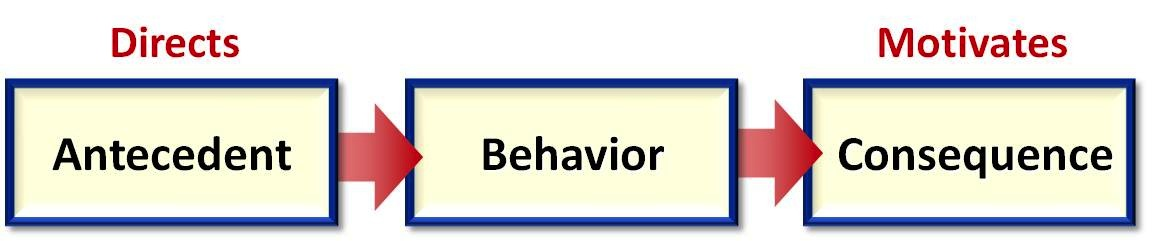 Directs
Motivates
Antecedent
Behavior
Consequence